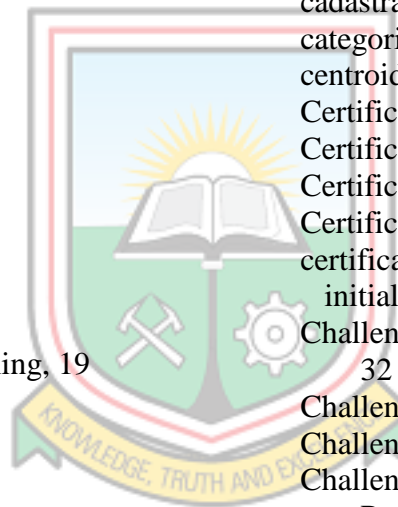 cadastra
categori
centroid
Certific
Certific
Certific
Certific
certifica
initial
Challen
ing, 19
32
Challen
Challen
Challen
KNOWLEDGE, TRUTH AND EXCELLENCE